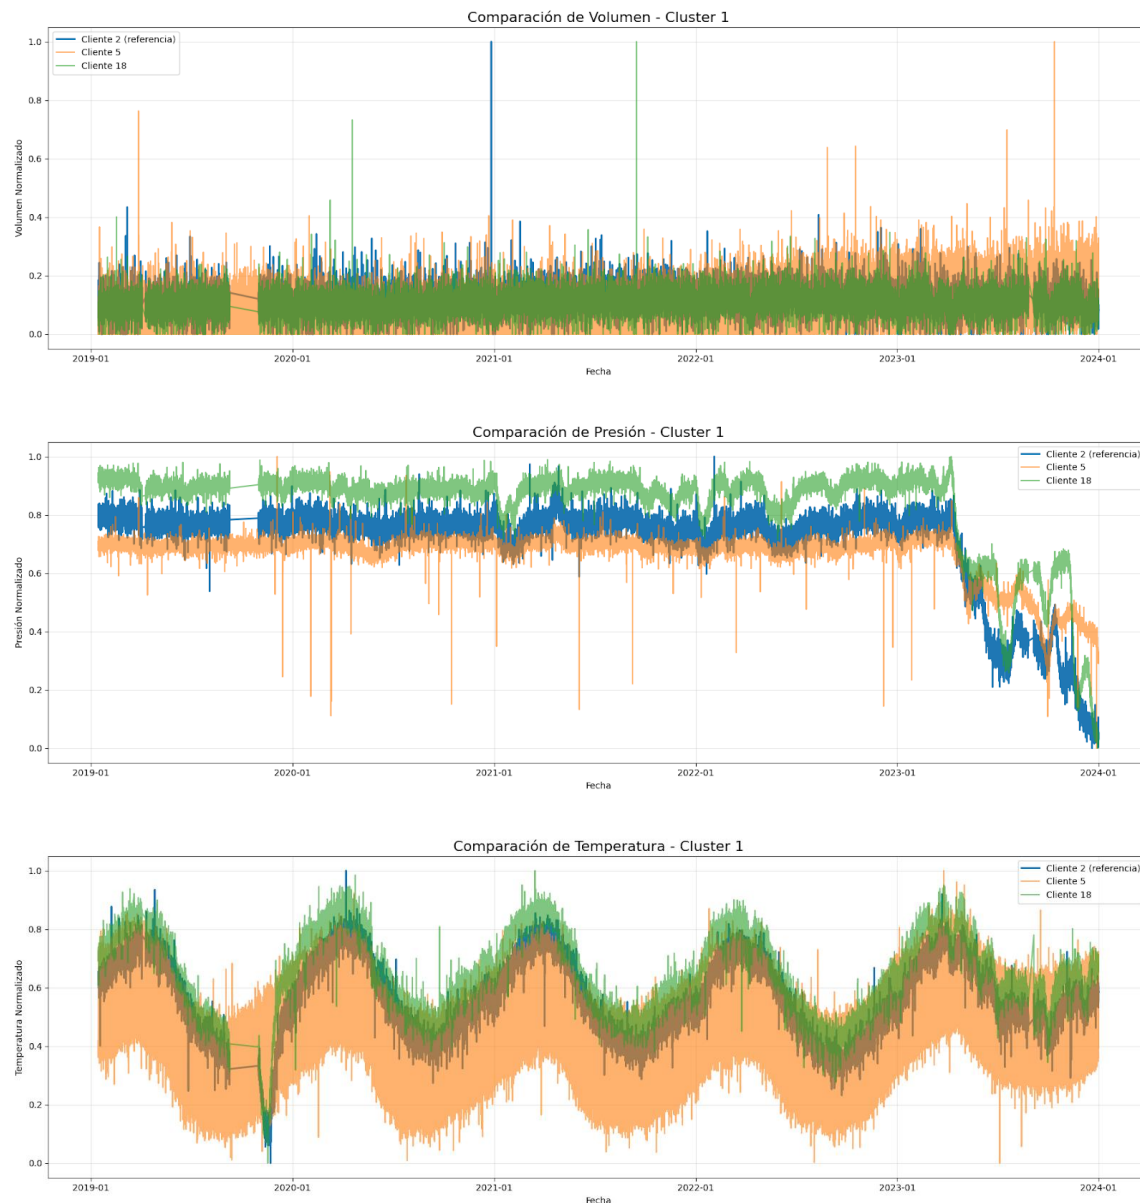 Comparación de Volumen - Cluster 1
Cliente 2 (referencia)
Cliente 5
Cliente 18
Volumen Normalizado
1.0
0.8
0.6
0.4
0.2
0.0
2019-01 2020-01 2021-01 2022-01 2023-01 2024-01
Fecha
Comparación de Presión - Cluster 1
Cliente 2 (referencia)
Cliente 5
Cliente 18
Presión Normalizado
1.0
0.8
0.6
0.4
0.2
0.0
2019-01 2020-01 2021-01 2022-01 2023-01 2024-01
Fecha
Comparación de Temperatura - Cluster 1
Cliente 2 (referencia)
Cliente 5
Cliente 18
Temperatura Normalizado
1.0
0.8
0.6
0.4
0.2
0.0
2019-01 2020-01 2021-01 2022-01 2023-01 2024-01
Fecha